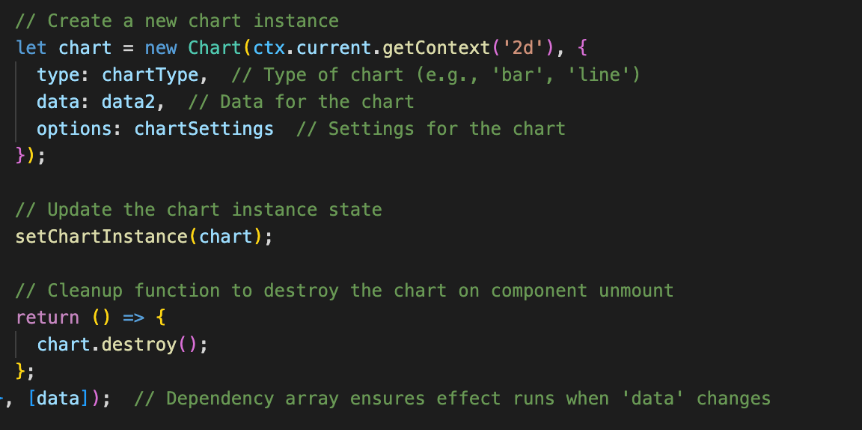 // Create a new chart instance
let chart = new Chart(ctx.current.getContext('2d'), {
type: chartType,  // Type of chart (e.g., 'bar', 'line')
data: data2,  // Data for the chart
options: chartSettings  // Settings for the chart
});
// Update the chart instance state
setChartInstance(chart);
// Cleanup function to destroy the chart on component unmount
return () => {
chart.destroy();
};
, [data]);  // Dependency array ensures effect runs when 'data' changes